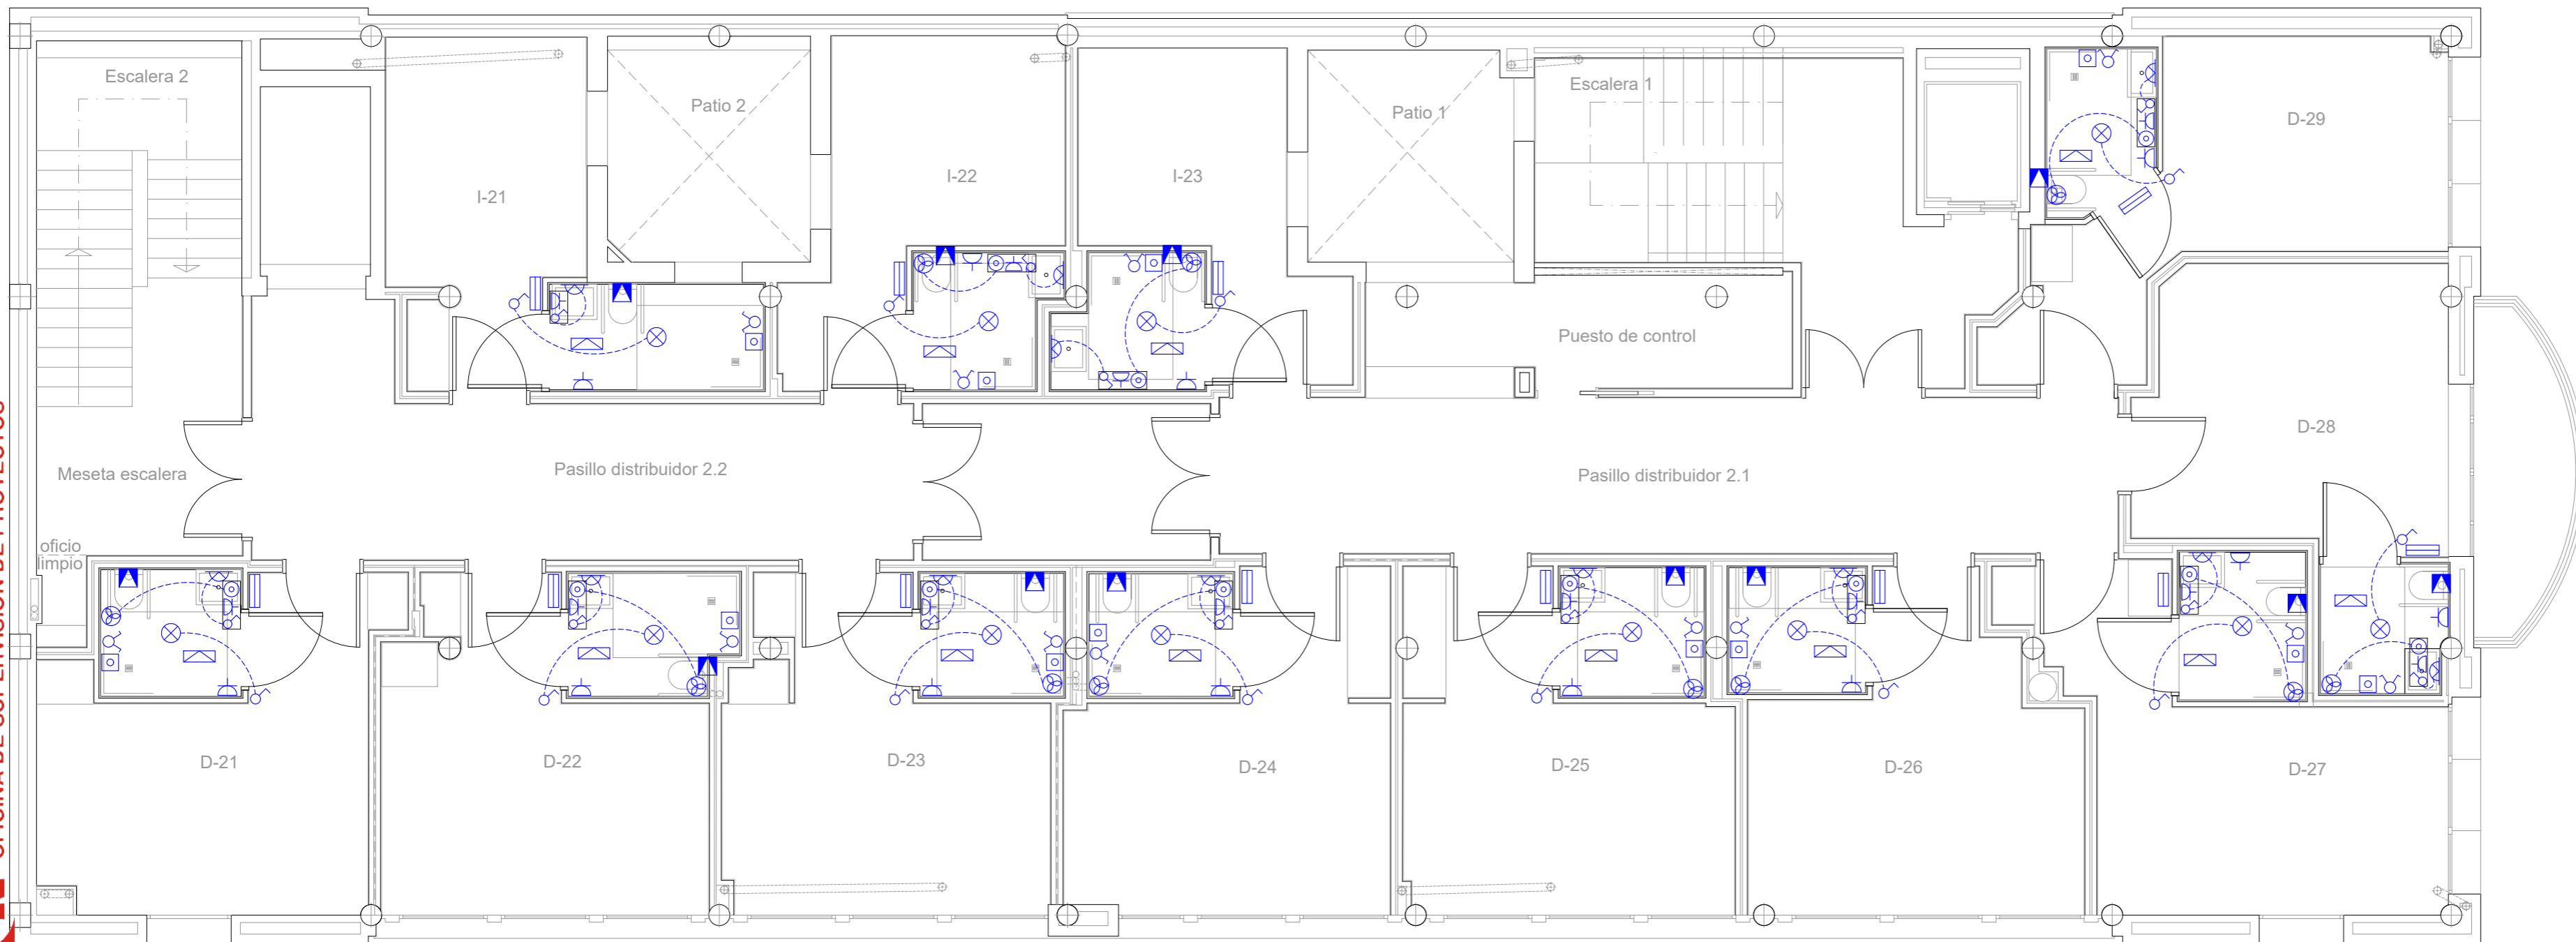 Escalera 2
Patio 2
Patio 1
Escalera 1
D-29
I-21
I-22
I-23
Puesto de control
D-28
Meseta escalera
Pasillo distribuidor 2.2
Pasillo distribuidor 2.1
oficio
limpio
D-21
D-22
D-23
D-24
D-25
D-26
D-27